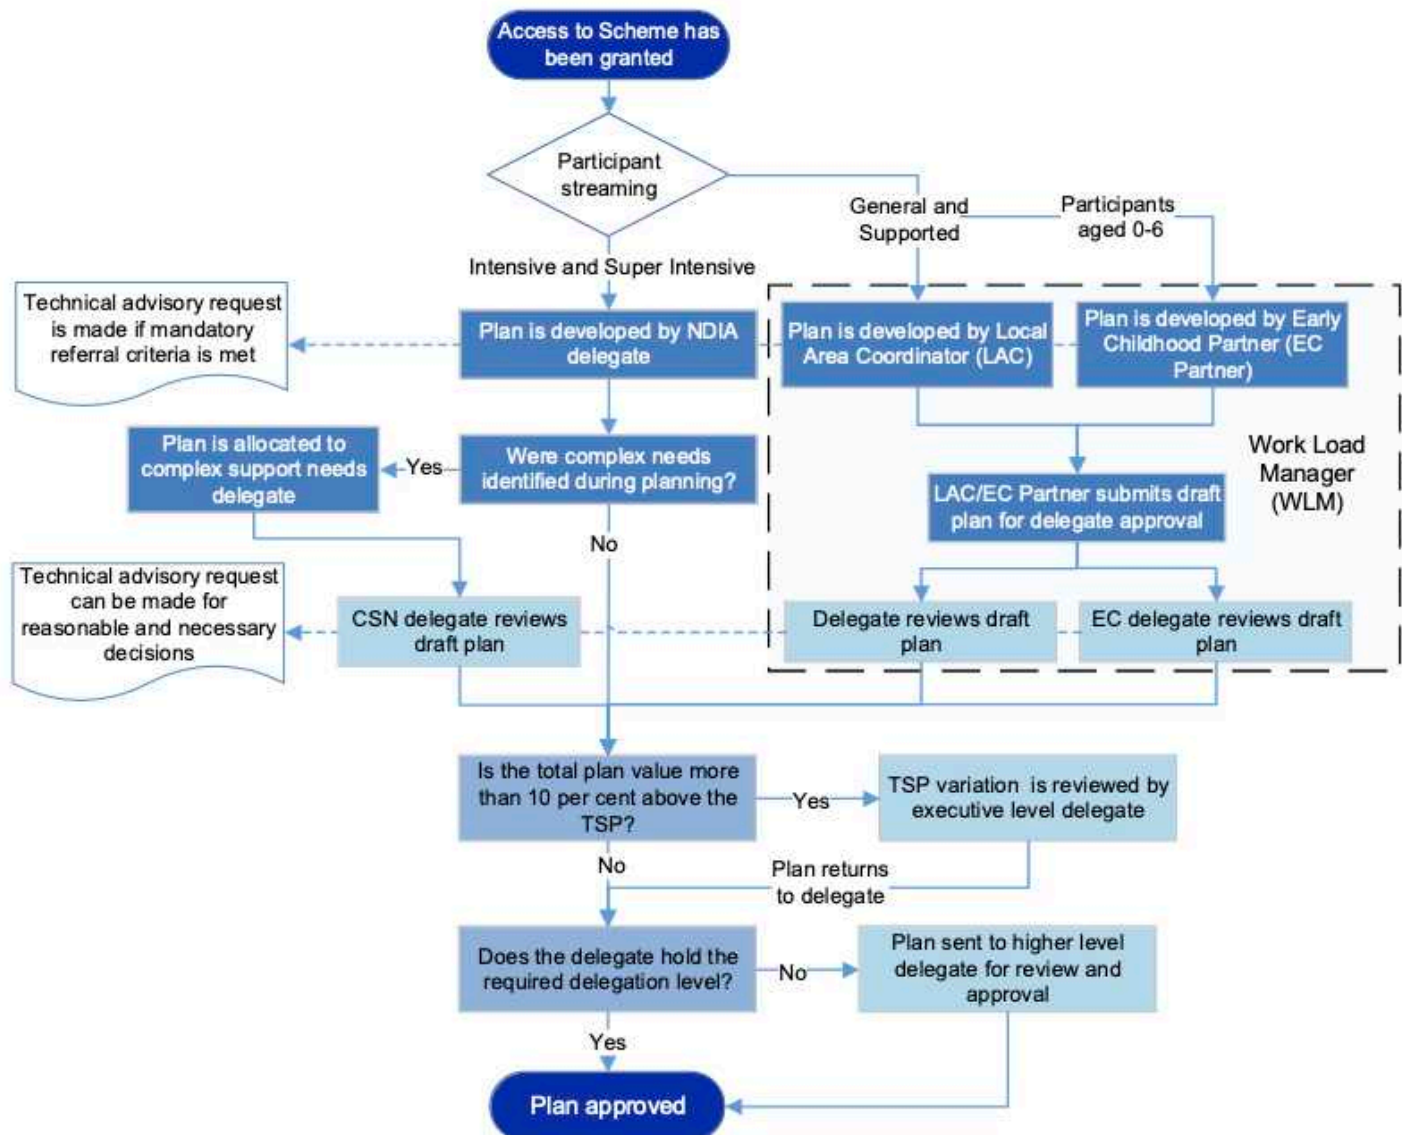 Access to Scheme has
been granted
Participant
streaming
General and
Supported
Participants
aged 0-6
Intensive and Super Intensive
Technical advisory request
is made if mandatory
referral criteria is met
Plan is developed by NDIA
delegate
Plan is developed by Local
Area Coordinator (LAC)
Plan is developed by Early
Childhood Partner (EC
Partner)
Plan is allocated to
complex support needs
delegate
Yes
Were complex needs
identified during planning?
Work Load
Manager
(WLM)
LAC/EC Partner submits draft
plan for delegate approval
No
Technical advisory request
can be made for
reasonable and necessary
decisions
CSN delegate reviews
draft plan
Delegate reviews draft
plan
EC delegate reviews draft
plan
Is the total plan value more
than 10 per cent above the
TSP?
Yes
TSP variation is reviewed by
executive level delegate
No
Plan returns
to delegate
Does the delegate hold the
required delegation level?
No
Plan sent to higher level
delegate for review and
approval
Yes
Plan approved